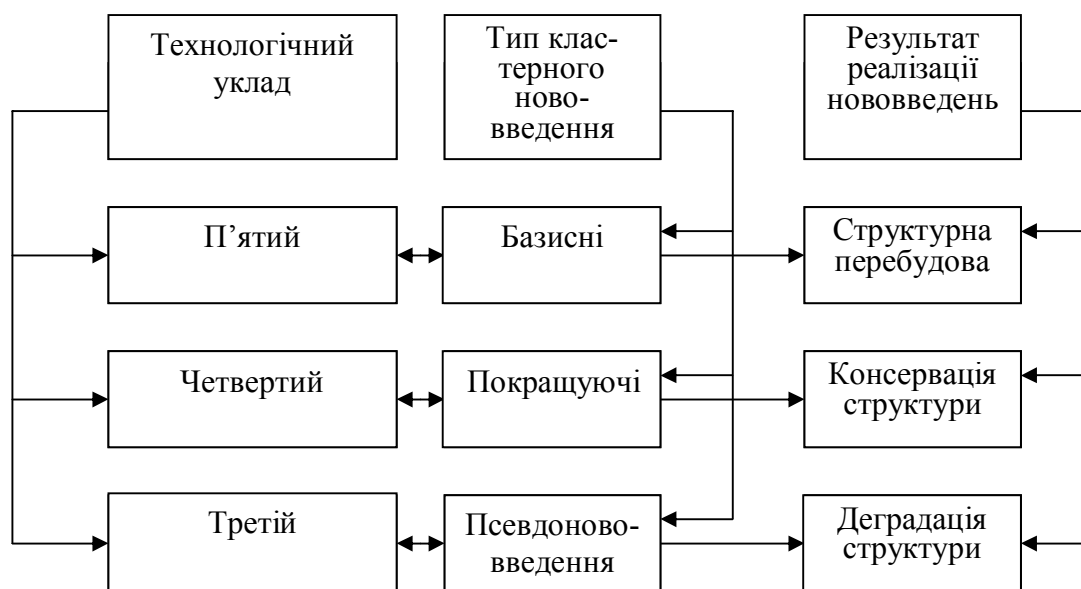 Технологічний
уклад
Тип клас-
терного
ново-
введення
Результат
реалізації
нововведень
П’ятий
Базисні
Структурна
перебудова
Четвертий
Покращуючі
Консервація
структури
Третій
Псевдоново-
введення
Деградація
структури